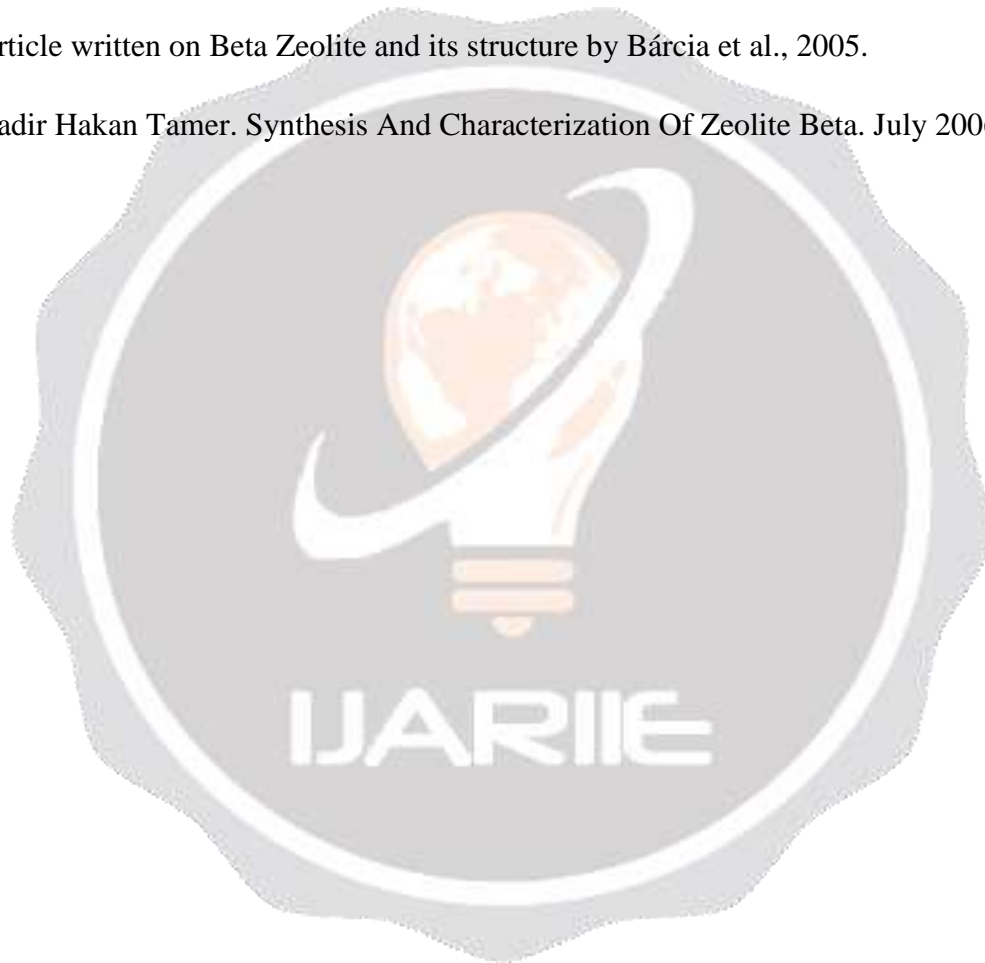 rticle written on Beta Zeolite and its structure by Bárcia et al., 2005.
adir Hakan Tamer. Synthesis And Characterization Of Zeolite Beta. July 200
IJARIIE